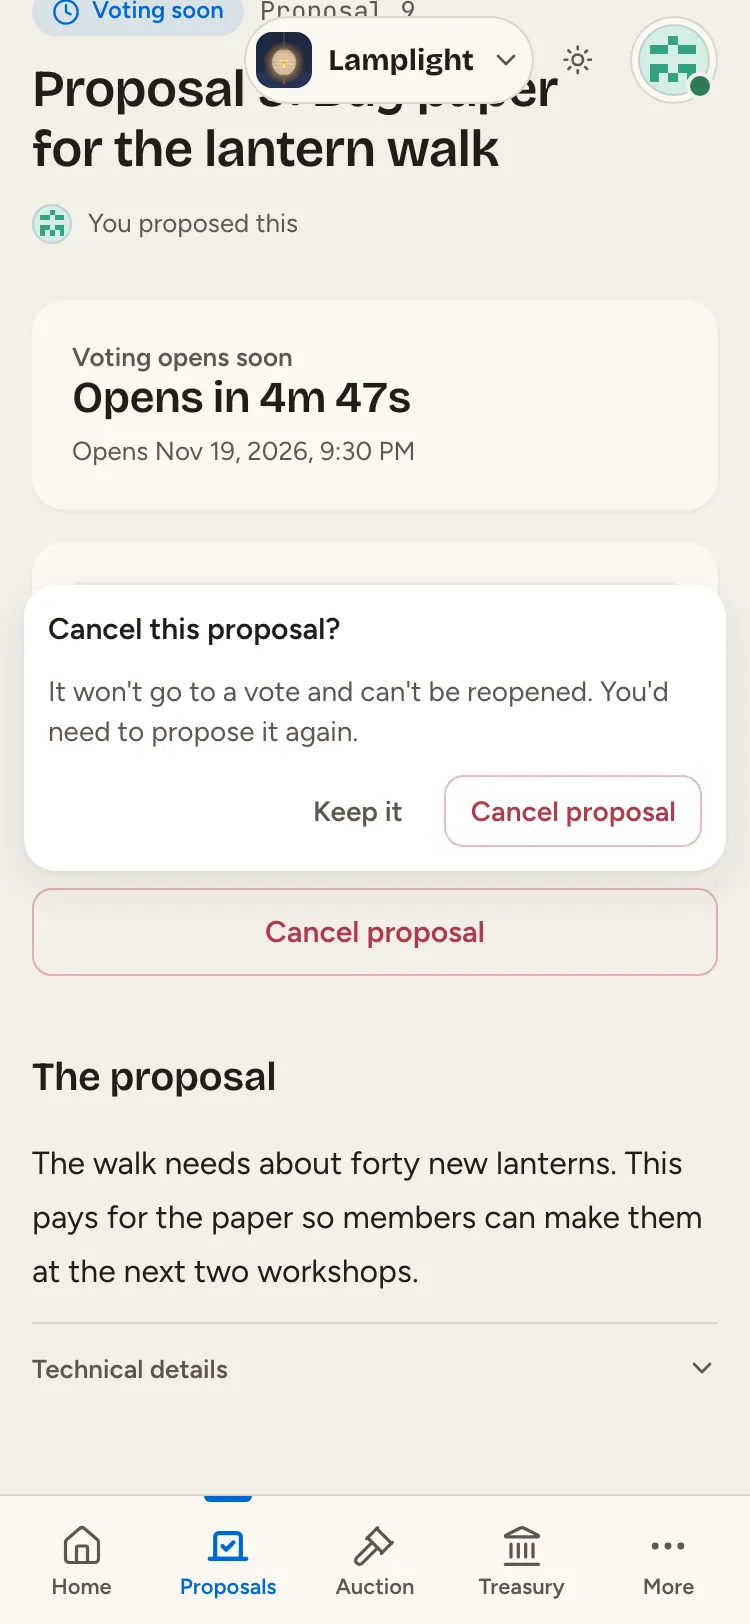 Voting soon
Proposal 9
Lamplight
Proposal paper
for the lantern walk
You proposed this
Voting opens soon
Opens in 4m 47s
Opens Nov 19, 2026, 9:30 PM
Cancel this proposal?
It won't go to a vote and can't be reopened. You'd
need to propose it again.
Keep it
Cancel proposal
Cancel proposal
The proposal
The walk needs about forty new lanterns. This
pays for the paper so members can make them
at the next two workshops.
Technical details
Home
Proposals
Auction
Treasury
More